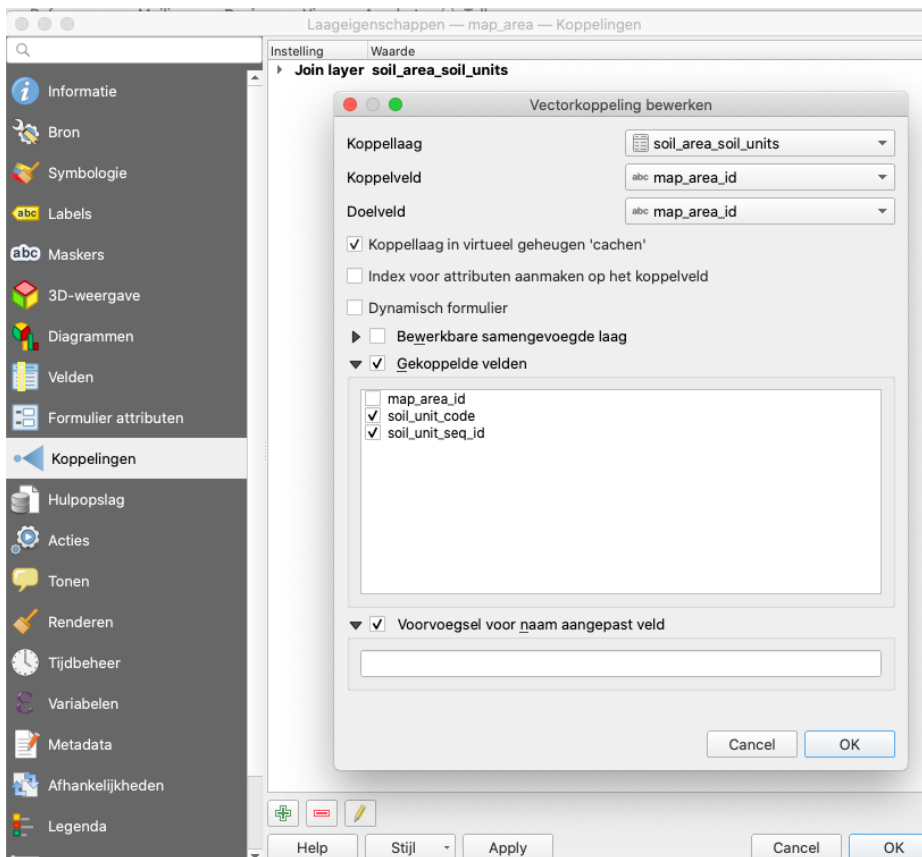 Laageigenschappen — map_area — Koppelingen
Instelling Waarde
Join layer soil_area_soil_units
Informatie
Bron
Symbologie
abc Labels
abc Maskers
3D-weergave
Diagrammen
Velden
Formulier attributen
Koppelingen
Hulpopslag
Acties
Tonen
Renderen
Tijdbeheer
Variabelen
Metadata
Afhankelijkheden
Legenda
Vectorkoppeling bewerken
Koppellaag soil_area_soil_units
Koppelveld abc map_area_id
Doelveld abc map_area_id
Koppellaag in virtueel geheugen 'cachen'
Index voor attributen aanmaken op het koppelveld
Dynamisch formulier
Bewerkbare samengevoegde laag
Gekoppelde velden
map_area_id
soil_unit_code
soil_unit_seq_id
Voorvoegsel voor naam aangepast veld
Cancel OK
Help Stijl Apply Cancel OK